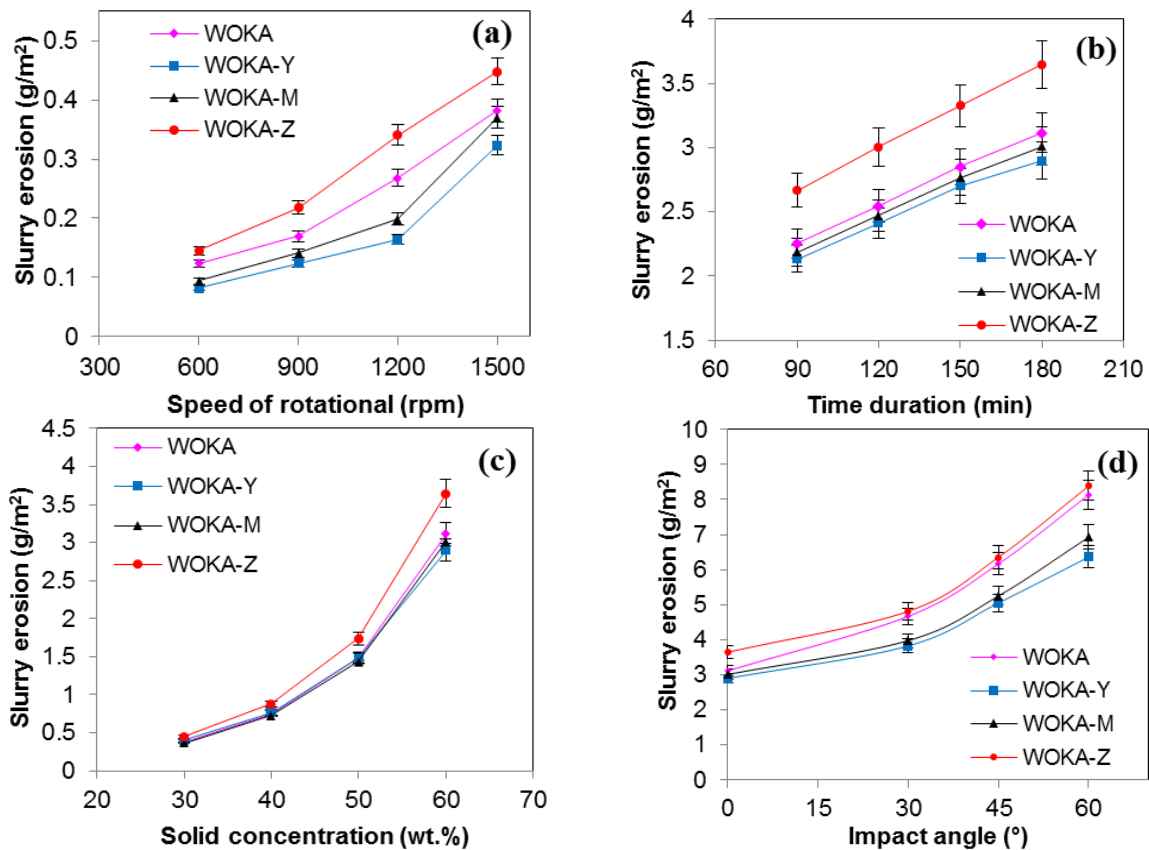 (a)
Slurry erosion (g/m²)
0.5
0.4
0.3
0.2
0.1
0
WOKA
WOKA-Y
WOKA-M
WOKA-Z
300 600 900 1200 1500
Speed of rotational (rpm)
(b)
Slurry erosion (g/m²)
4
3.5
3
2.5
2
1.5
WOKA
WOKA-Y
WOKA-M
WOKA-Z
60 90 120 150 180 210
Time duration (min)
(c)
Slurry erosion (g/m²)
4.5
4
3.5
3
2.5
2
1.5
1
0.5
0
WOKA
WOKA-Y
WOKA-M
WOKA-Z
20 30 40 50 60 70
Solid concentration (wt.%)
(d)
Slurry erosion (g/m²)
10
9
8
7
6
5
4
3
2
1
0
WOKA
WOKA-Y
WOKA-M
WOKA-Z
0 15 30 45 60
Impact angle (°)